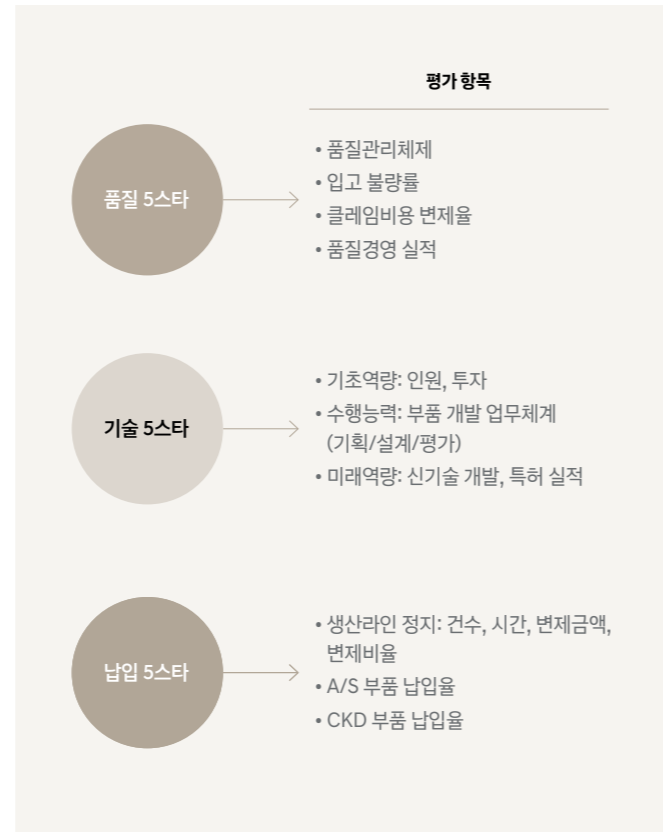 평가 항목
품질 5스타
• 품질관리체제
• 입고 불량률
• 클레임비용 변제율
• 품질경영 실적
기술 5스타
• 기초역량: 인원, 투자
• 수행능력: 부품 개발 업무체계
(기획/설계/평가)
• 미래역량: 신기술 개발, 특허 실적
납입 5스타
• 생산라인 정지: 건수, 시간, 변제금액,
변제비율
• A/S 부품 납입율
• CKD 부품 납입율